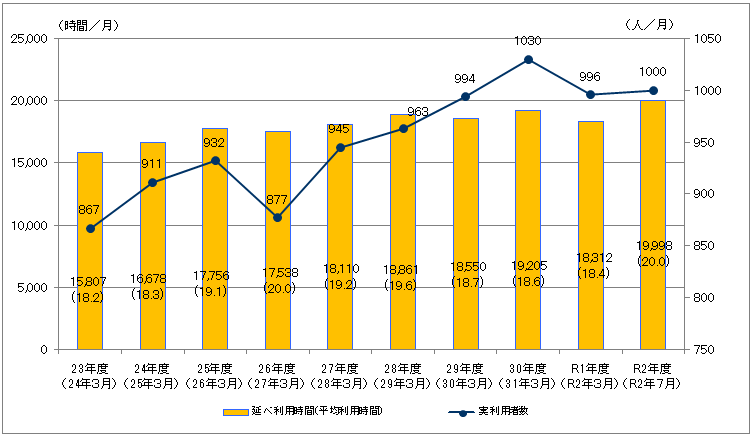 （時間／月）
（人／月）
25,000
20,000
15,000
10,000
5,000
0
1050
1000
950
900
850
800
750
867
911
932
877
945
963
994
1030
996
1000
15,807
(18.2)
16,678
(18.3)
17,756
(19.1)
17,538
(20.0)
18,110
(19.2)
18,861
(19.6)
18,550
(18.7)
19,205
(18.6)
18,312
(18.4)
19,998
(20.0)
23年度
（24年3月）
24年度
（25年3月）
25年度
（26年3月）
26年度
（27年3月）
27年度
（28年3月）
28年度
（29年3月）
29年度
（30年3月）
30年度
（31年3月）
R1年度
（R2年3月）
R2年度
（R2年7月）
延べ利用時間(平均利用時間)
実利用者数